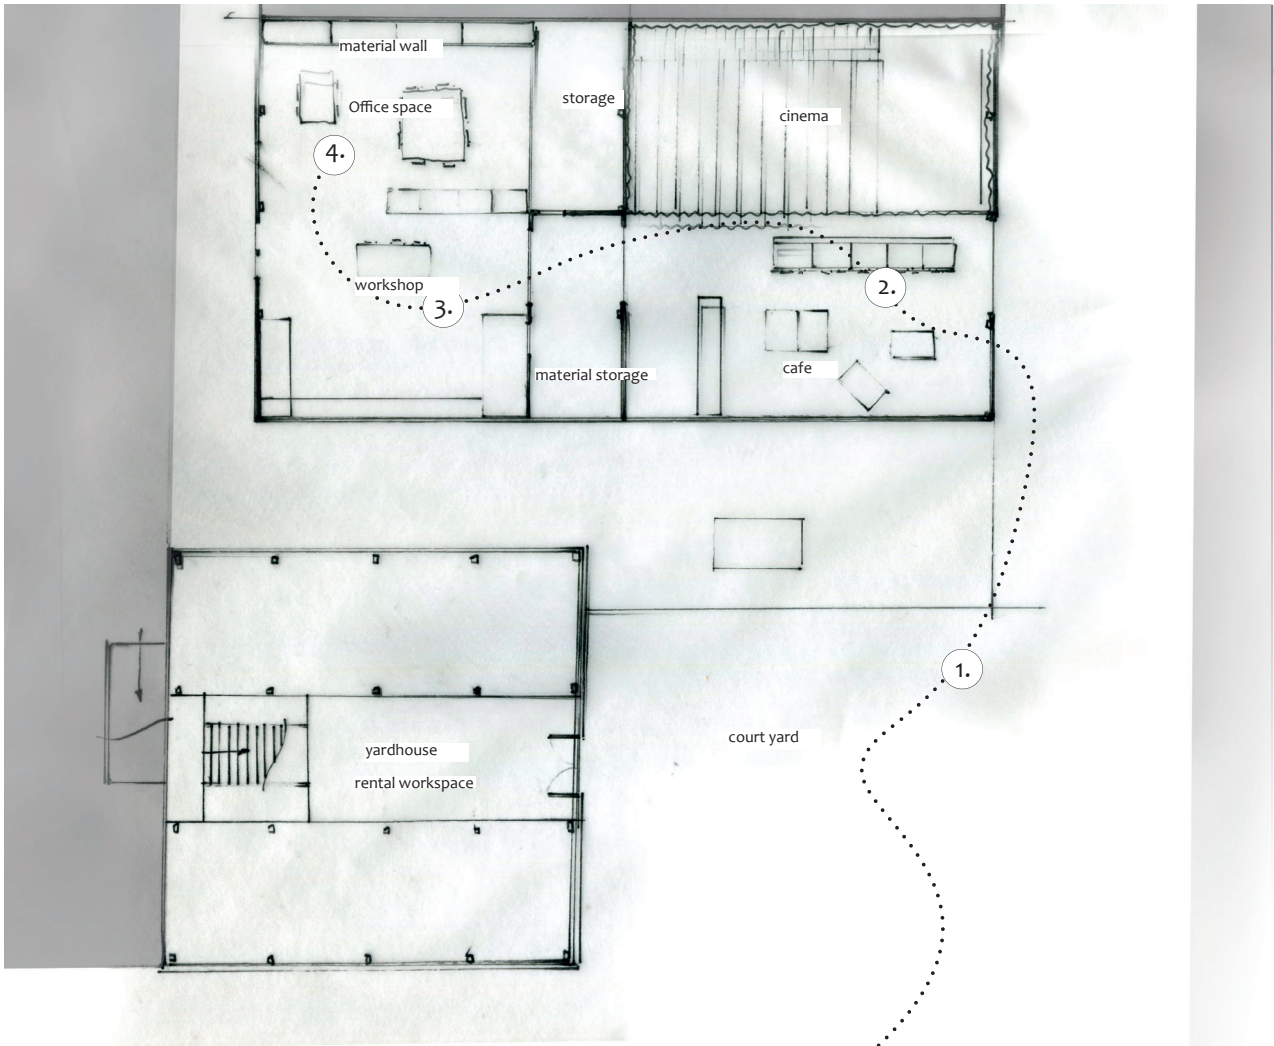 material wall
Office space
storage
cinema
4.
workshop
3.
2.
material storage
cafe
1.
court yard
yardhouse
rental workspace